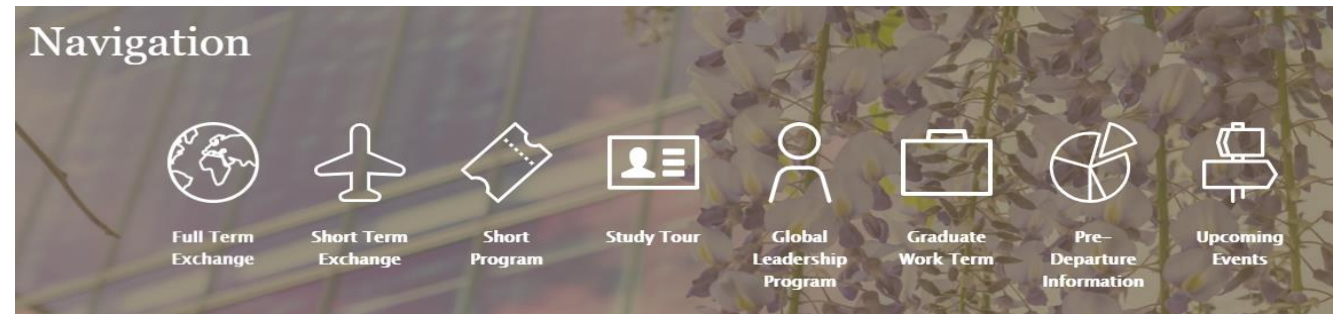 Navigation
Full Term
Exchange
Short Term
Exchange
Short
Program
Study Tour
Global
Leadership
Program
Graduate
Work Term
Pre–
Departure
Information
Upcoming
Events